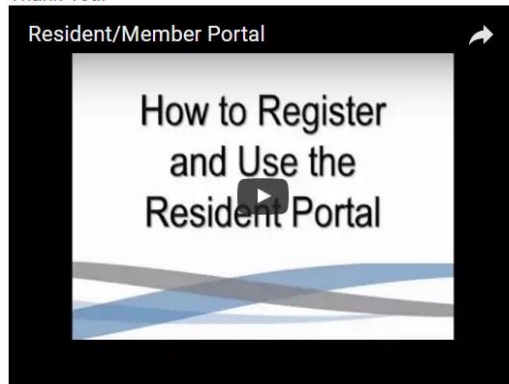 Resident/Member Portal
How to Register
and Use the
Resident Portal